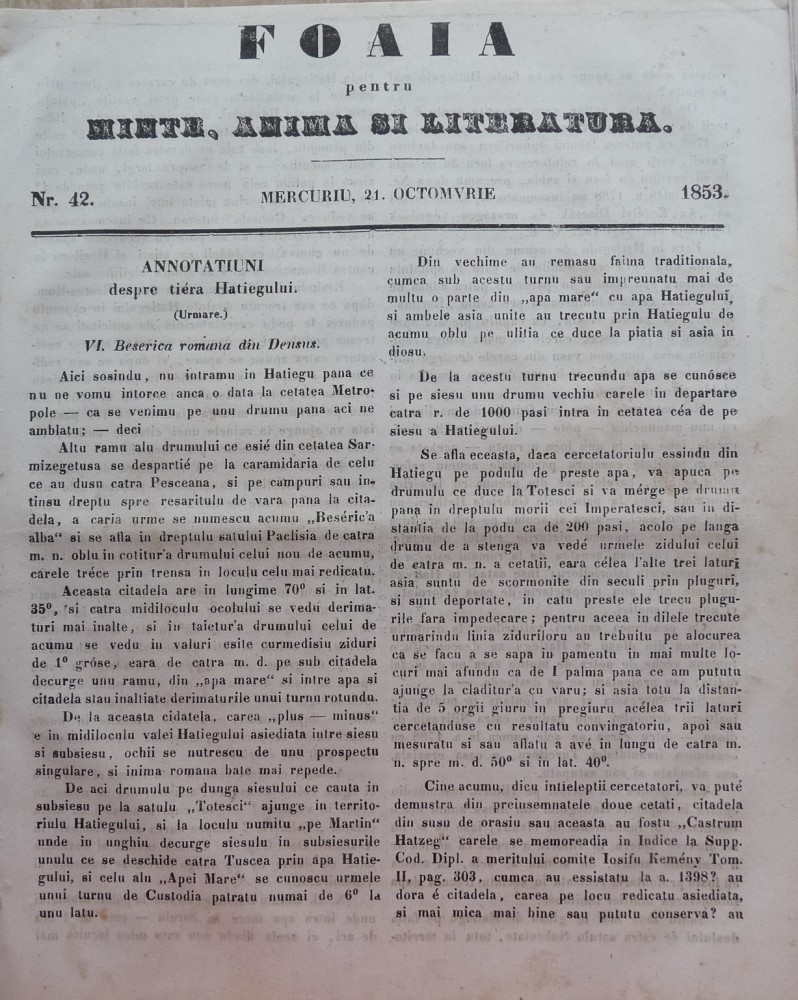 FOAIA
pentru
MINTE, ANIMA SI LITERATURA.
Nr. 42.
MERCURIU, 21. OCTOMVRIE
1853.
ANNOTATIUNI
despre tiéra Hatiegului.
(Urmare.)
VI. Beserica romana din Densus.
Aici sosindu, nu intramu in Hatiegu pana ce
nu ne vomu intorce anca o data la cetatea Metro-
pole — ca se venimu pe unu drumu pana aci ne
amblatu; — deci
Altu ramu alu drumului ce esié din cetatea Sar-
mizegetusa se despartié pe la caramidaria de celu
ce au dusu catra Pesceana, si pe campuri sau in-
tinsu dreptu spre resaritulu de vara pana la cita-
dela, a caria urme se numescu acumu „Beséric'a
alba“ si se afla in dreptulu satului Paclisia de catra
m. n. oblu in cotitur'a drumului celui nou de acumu,
carele tréce prin trensa in loculu celu mai redicatu.
Aceasta citadela are in lungime 70⁰ si in lat.
35⁰, si catra midiloculu ocolului se vedu derima-
turi mai inalte, si in taietur'a drumului celui de
acumu se vedu in valuri esite curmedisiu ziduri
de 1⁰ gróse, eara de catra m. d. pe sub citadela
decurge unu ramu, din „apa mare“ si intre apa si
citadela stau inaltiate derimaturile unui turnu rotundu.
De la aceasta cidatela, carea „plus — minus“
e in midiloculu valei Hatiegului asiediata intre siesu
si subsiesu, ochii se nutrescu de unu prospectu
singulare, si inima romana bate mai repede.
De aci drumulu pe dunga siesului ce cauta in
subsiesu pe la satulu „Totesci“ ajunge in territo-
riulu Hatiegului, si la loculu numitu „pe Martin“
unde in unghiu decurge siesulu in subsiesurile
unulu ce se deschide catra Tuscea prin apa Hatie-
gului, si celu alu „Apei Mare“ se cunoscu urmele
unui turnu de Custodia patratu numai de 6⁰ la
unu latu.
Din vechime au remasu faima traditionala,
cumca sub acestu turnu sau impreunatu mai de
multu o parte din „apa mare“ cu apa Hatiegului,
si ambele asia unite au trecutu prin Hatiegulu de
acumu oblu pe ulitia ce duce la piatia si asia in
diosu.
De la acestu turnu trecundu apa se cunósce
si pe siesu unu drumu vechiu carele in departare
catra r. de 1000 pasi intra in cetatea céa de pe
siesu a Hatiegului.
Se afla eceasta, daca cercetatoriulu essindu din
Hatiegu pe podulu de preste apa, va apuca pe
drumulu ce duce la Totesci si va mérge pe drumu
pana in dreptulu morii cei Imperatesci, sau in di-
stantia de la podu ca de 200 pasi, acolo pe langa
drumu de a stenga va vedé urmele zidului celui
de catra m. n. a cetatii, eara célea l'alte trei laturi
asia suntu de scormonite din seculi prin pluguri,
si sunt deportate, in catu preste ele trecu plugu-
rile fara impedecare; pentru aceea in dilele trecute
urmarindu linia ziduriloru au trebuitu pe alocurea
ca se facu a se sapa in pamentu in mai multe lo-
curi mai afundu ca de I palma pana ce am pututu
ajunge la claditur'a cu varu; si asia totu la distan-
tia de 5 orgii giuru in pregiuru acélea trii laturi
cercetanduse cu resultatu convingatoriu, apoi sau
mesuratu si sau aflatu a avé in lungu de catra m.
n. spre m. d. 50⁰ si in lat. 40⁰.
Cine acumu, dicu intieleptii cercetatori, va puté
demustra din preinsemnatele doue cetati, citadela
din susu de orasiu sau aceasta au fostu „Castrum
Hatzeg“ carele se memoreadia in Indice la Supp.
Cod. Dipl. a meritului comite Iosifu Kemény Tom.
II, pag. 303, cumca au essistatu la a. 1398? au
dora é citadela, carea pe locu redicatu asiediata,
si mai mica mai bine sau pututu conserva? au